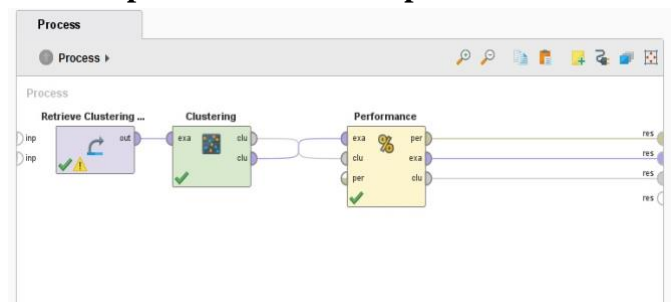 Process
Process
Process
Retrieve Clustering ...
Clustering
Performance
inp
out
exa
clu
exa
per
res
inp
clu
clu
exa
res
per
clu
res
res